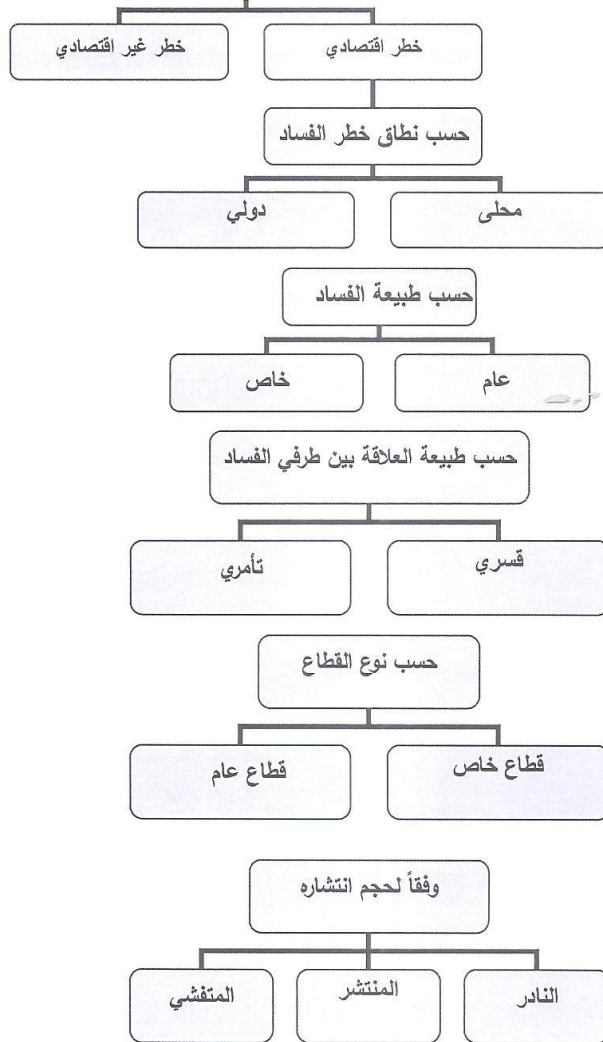 خطر اقتصادي
خطر غير اقتصادي
حسب نطاق خطر الفساد
محلى
دولي
حسب طبيعة الفساد
عام
خاص
حسب طبيعة العلاقة بين طرفي الفساد
قسري
تأمري
حسب نوع القطاع
قطاع خاص
قطاع عام
وفقاً لحجم انتشاره
النادر
المنتشر
المتفشي